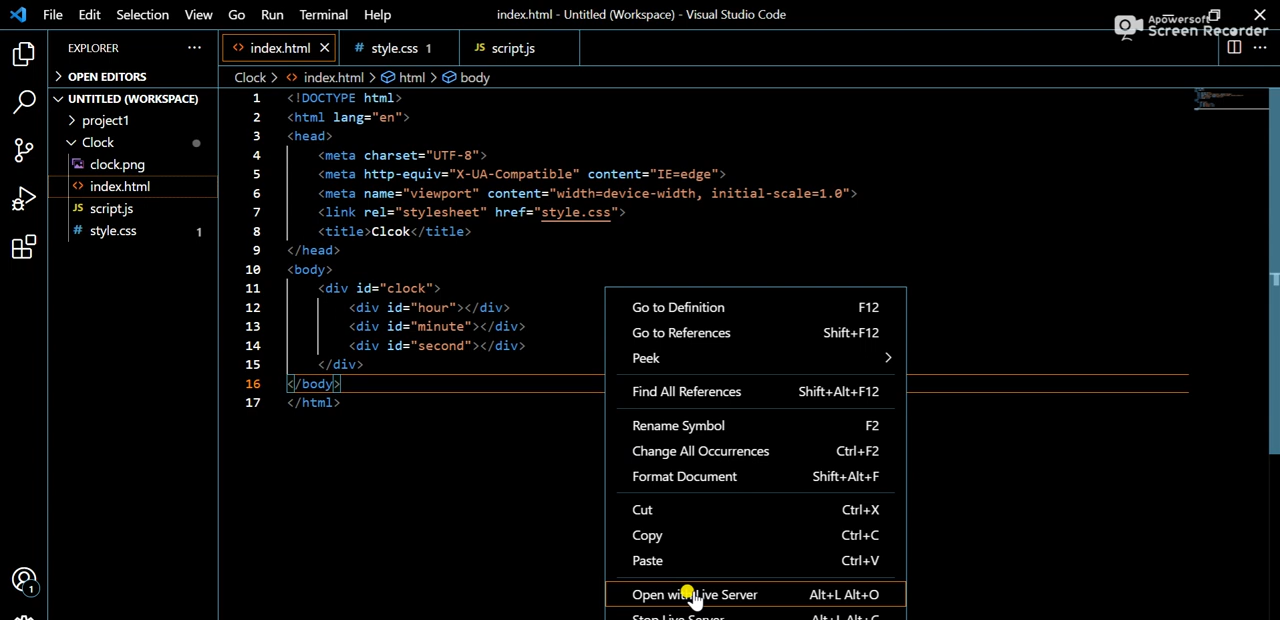 File Edit Selection View Go Run Terminal Help
index.html - Untitled (Workspace) - Visual Studio Code
Apowersoft
Screen Recorder
EXPLORER
OPEN EDITORS
UNTITLED (WORKSPACE)
project1
Clock
clock.png
index.html
JS script.js
# style.css 1
1
<> index.html
# style.css 1
JS script.js
Clock > <> index.html > html > body
1 <!DOCTYPE html>
2 <html lang="en">
3 <head>
4 <meta charset="UTF-8">
5 <meta http-equiv="X-UA-Compatible" content="IE=edge">
6 <meta name="viewport" content="width=device-width, initial-scale=1.0">
7 <link rel="stylesheet" href="style.css">
8 <title>Clcok</title>
9 </head>
10 <body>
11 <div id="clock">
12 <div id="hour"></div>
13 <div id="minute"></div>
14 <div id="second"></div>
15 </div>
16 </body>
17 </html>
Go to Definition F12
Go to References Shift+F12
Peek
Find All References Shift+Alt+F12
Rename Symbol F2
Change All Occurrences Ctrl+F2
Format Document Shift+Alt+F
Cut Ctrl+X
Copy Ctrl+C
Paste Ctrl+V
Open with Live Server Alt+L Alt+O
Stop Live Server Alt+L Alt+C